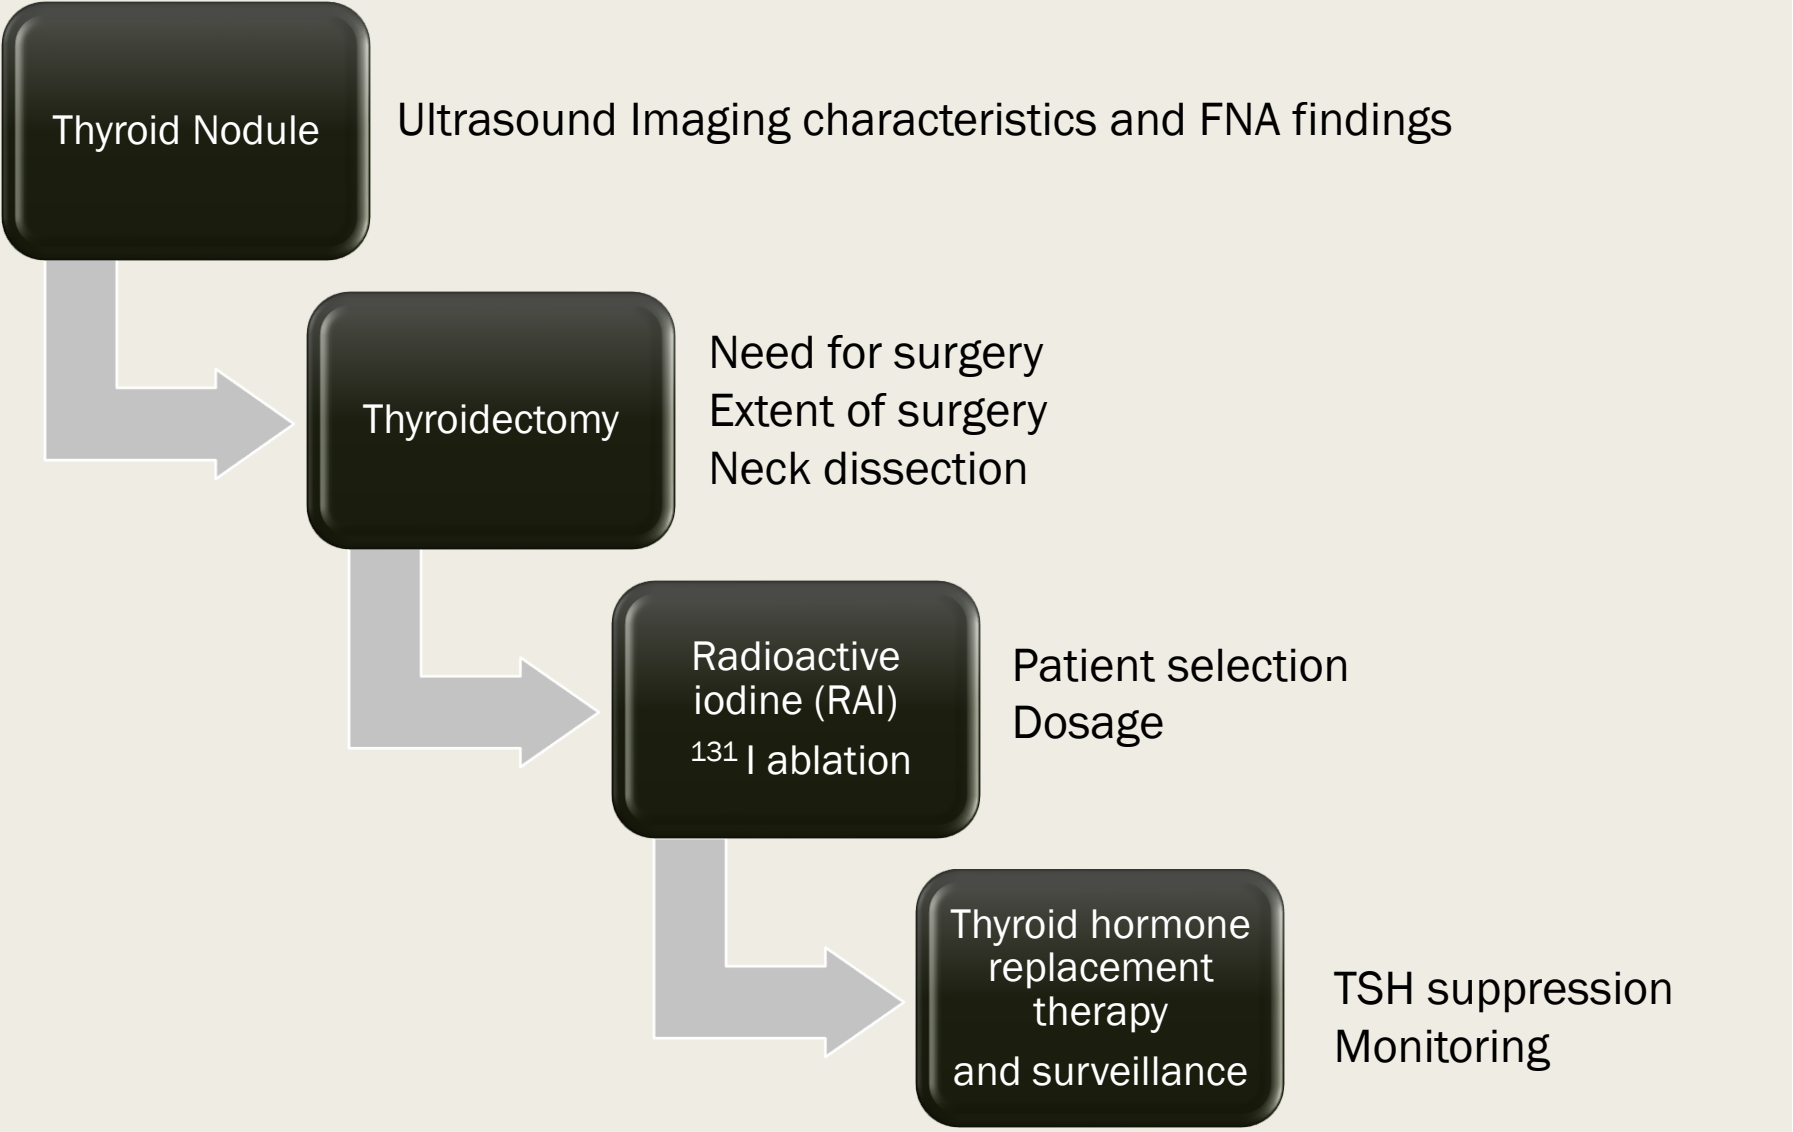 Thyroid Nodule
Ultrasound Imaging characteristics and FNA findings
Thyroidectomy
Need for surgery
Extent of surgery
Neck dissection
Radioactive
iodine (RAI)
¹³¹ I ablation
Patient selection
Dosage
Thyroid hormone
replacement
therapy
and surveillance
TSH suppression
Monitoring